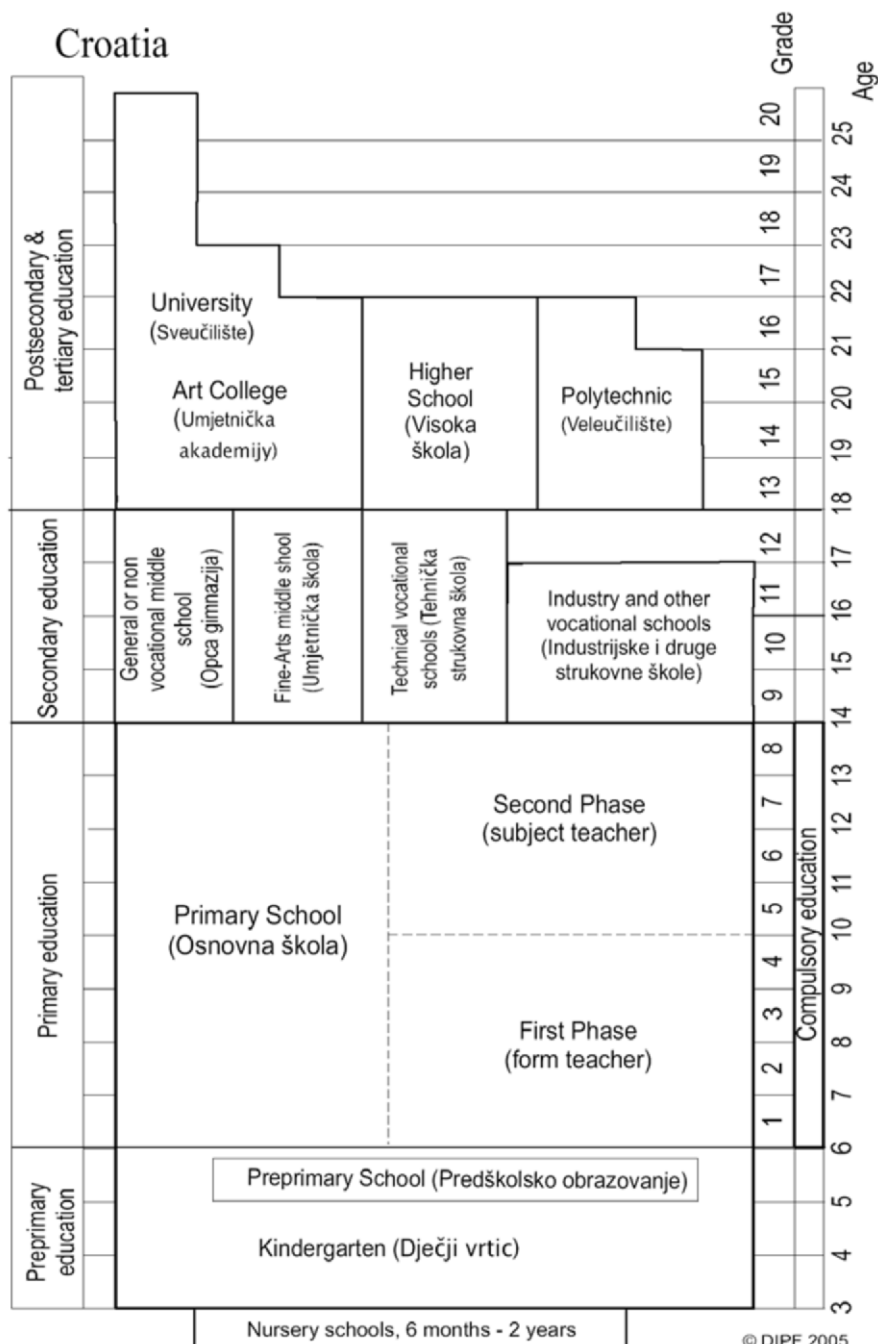 Croatia
Grade
Age
Postsecondary &
tertiary education
University
(Sveučilište)
Art College
(Umjetnička
akademijy)
Higher
School
(Visoka
škola)
Polytechnic
(Veleučilište)
20
19
18
17
16
15
14
13
25
24
23
22
21
20
19
18
Secondary education
General or non
vocational middle
school
(Opca gimnazija)
Fine-Arts middle shool
(Umjetnička škola)
Technical vocational
schools (Tehnička
strukovna škola)
Industry and other
vocational schools
(Industrijske i druge
strukovne škole)
12
11
10
9
17
16
15
14
Primary education
Primary School
(Osnovna škola)
Second Phase
(subject teacher)
First Phase
(form teacher)
8
7
6
5
4
3
2
1
Compulsory education
13
12
11
10
9
8
7
6
Preprimary
education
Preprimary School (Predškolsko obrazovanje)
Kindergarten (Dječji vrtic)
5
4
3
Nursery schools, 6 months - 2 years
© DIPF 2005